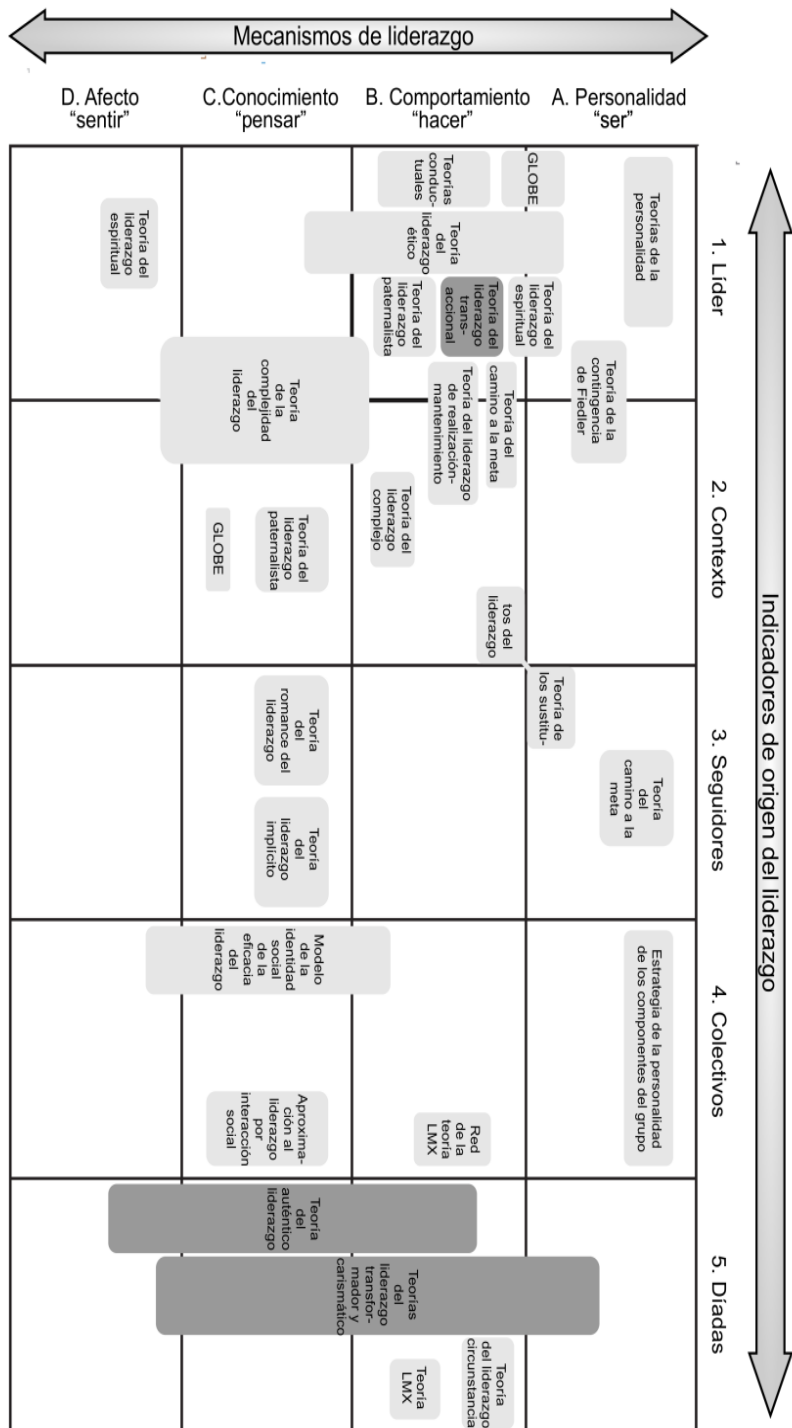 Mecanismos de liderazgo
D. Afecto
“sentir”
C.Conocimiento
“pensar”
B. Comportamiento
“hacer”
A. Personalidad
“ser”
Indicadores de origen del liderazgo
1. Líder
2. Contexto
3. Seguidores
4. Colectivos
5. Díadas
Teorías de la
personalidad
Teoría de la
contingencia
de Fiedler
GLOBE
Teorías
conduc-
tuales
Teoría
del
liderazgo
ético
Teoría del
liderazgo
espiritual
Teoría del
liderazgo
trans-
accional
Teoría del
liderazgo
paternalista
Teoría del
camino a la meta
Teoría del liderazgo
de realización-
mantenimiento
Teoría
de la
complejidad
del
liderazgo
Teoría del
liderazgo
espiritual
Teoría del
liderazgo
complejo
Teoría del
liderazgo
paternalista
GLOBE
Teoría de
los sustitu-
tos del
liderazgo
Teoría
del
camino a la
meta
Teoría
del
romance del
liderazgo
Teoría
del
liderazgo
implícito
Estrategia de la personalidad
de los componentes del grupo
Modelo
de la
identidad
social
de la
eficacia
del
liderazgo
Red
de la
teoría
LMX
Aproxima-
ción al
liderazgo
por
interacción
social
Teoría
del
auténtico
liderazgo
Teorías
del
liderazgo
transfor-
mador y
carismático
Teoría
del liderazgo
circunstancia
Teoría
LMX